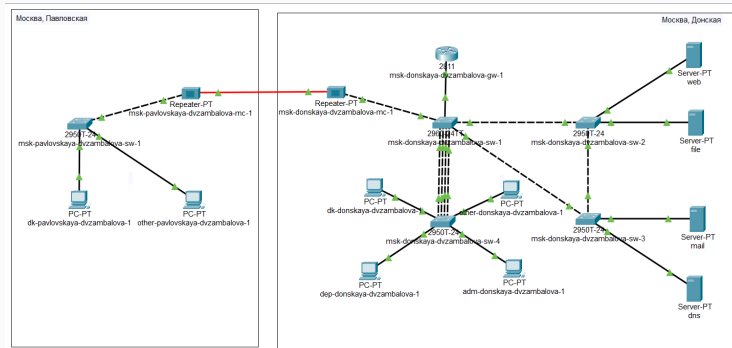 Москва, Павловская
Москва, Донская
2811
msk-donskaya-dvzambalova-gw-1
Server-PT
web
Repeater-PT
msk-pavlovskaya-dvzambalova-mc-1
Repeater-PT
msk-donskaya-dvzambalova-mc-1
2950T-24
msk-pavlovskaya-dvzambalova-sw-1
msk-donskaya-dvzambalova-sw-1
2950T-24
msk-donskaya-dvzambalova-sw-2
Server-PT
file
PC-PT
dk-pavlovskaya-dvzambalova-1
PC-PT
other-pavlovskaya-dvzambalova-1
PC-PT
dk-donskaya-dvzambalova-1
PC-PT
other-donskaya-dvzambalova-1
2950T-24
msk-donskaya-dvzambalova-sw-4
2950T-24
msk-donskaya-dvzambalova-sw-3
Server-PT
mail
PC-PT
dep-donskaya-dvzambalova-1
PC-PT
adm-donskaya-dvzambalova-1
Server-PT
dns